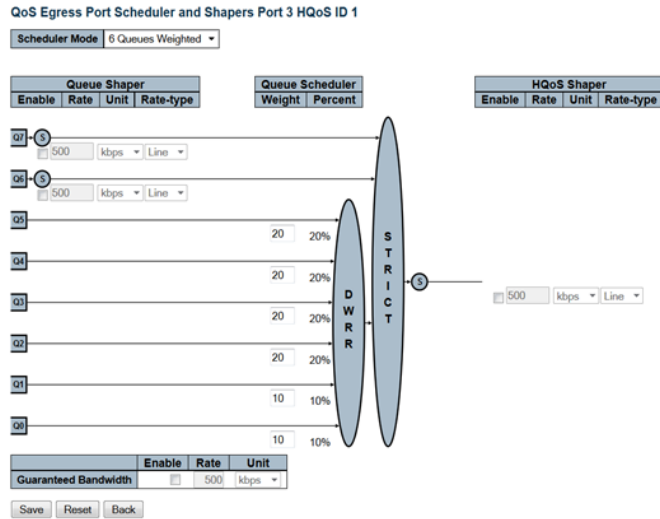 QoS Egress Port Scheduler and Shapers Port 3 HQoS ID 1
Scheduler Mode 6 Queues Weighted
Queue Shaper Queue Scheduler HQoS Shaper
Enable Rate Unit Rate-type Weight Percent Enable Rate Unit Rate-type
Q7 S
500 kbps Line
Q6 S
500 kbps Line
Q5
20 20%
Q4
20 20%
Q3
20 20%
Q2
20 20%
Q1
10 10%
Q0
10 10%
DWRR
STRICT
S
500 kbps Line
Enable Rate Unit
Guaranteed Bandwidth 500 kbps
Save Reset Back